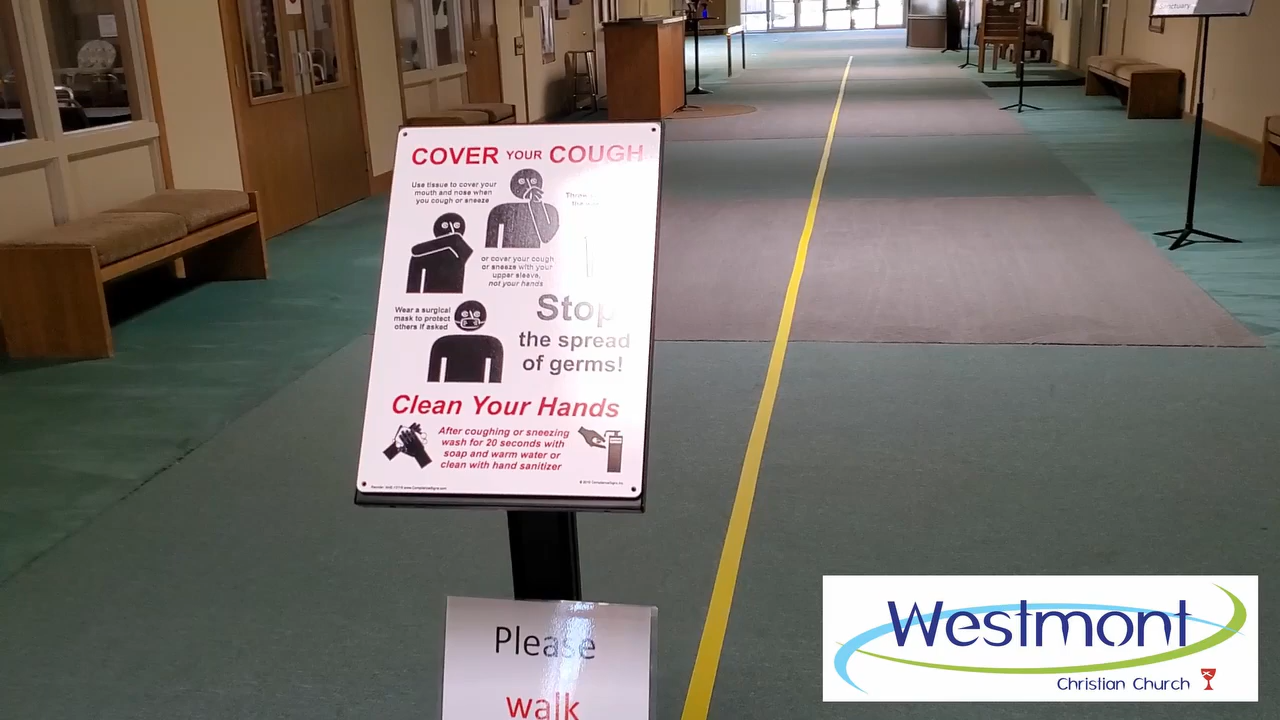 Sanctuary
COVER YOUR COUGH
Use tissue to cover your
mouth and nose when
you cough or sneeze
or cover your cough
or sneeze with your
upper sleeve,
not your hands
Wear a surgical
mask to protect
others if asked
Stop
the spread
of germs!
Clean Your Hands
After coughing or sneezing
wash for 20 seconds with
soap and warm water or
clean with hand sanitizer
Please
walk
Westmont
Christian Church